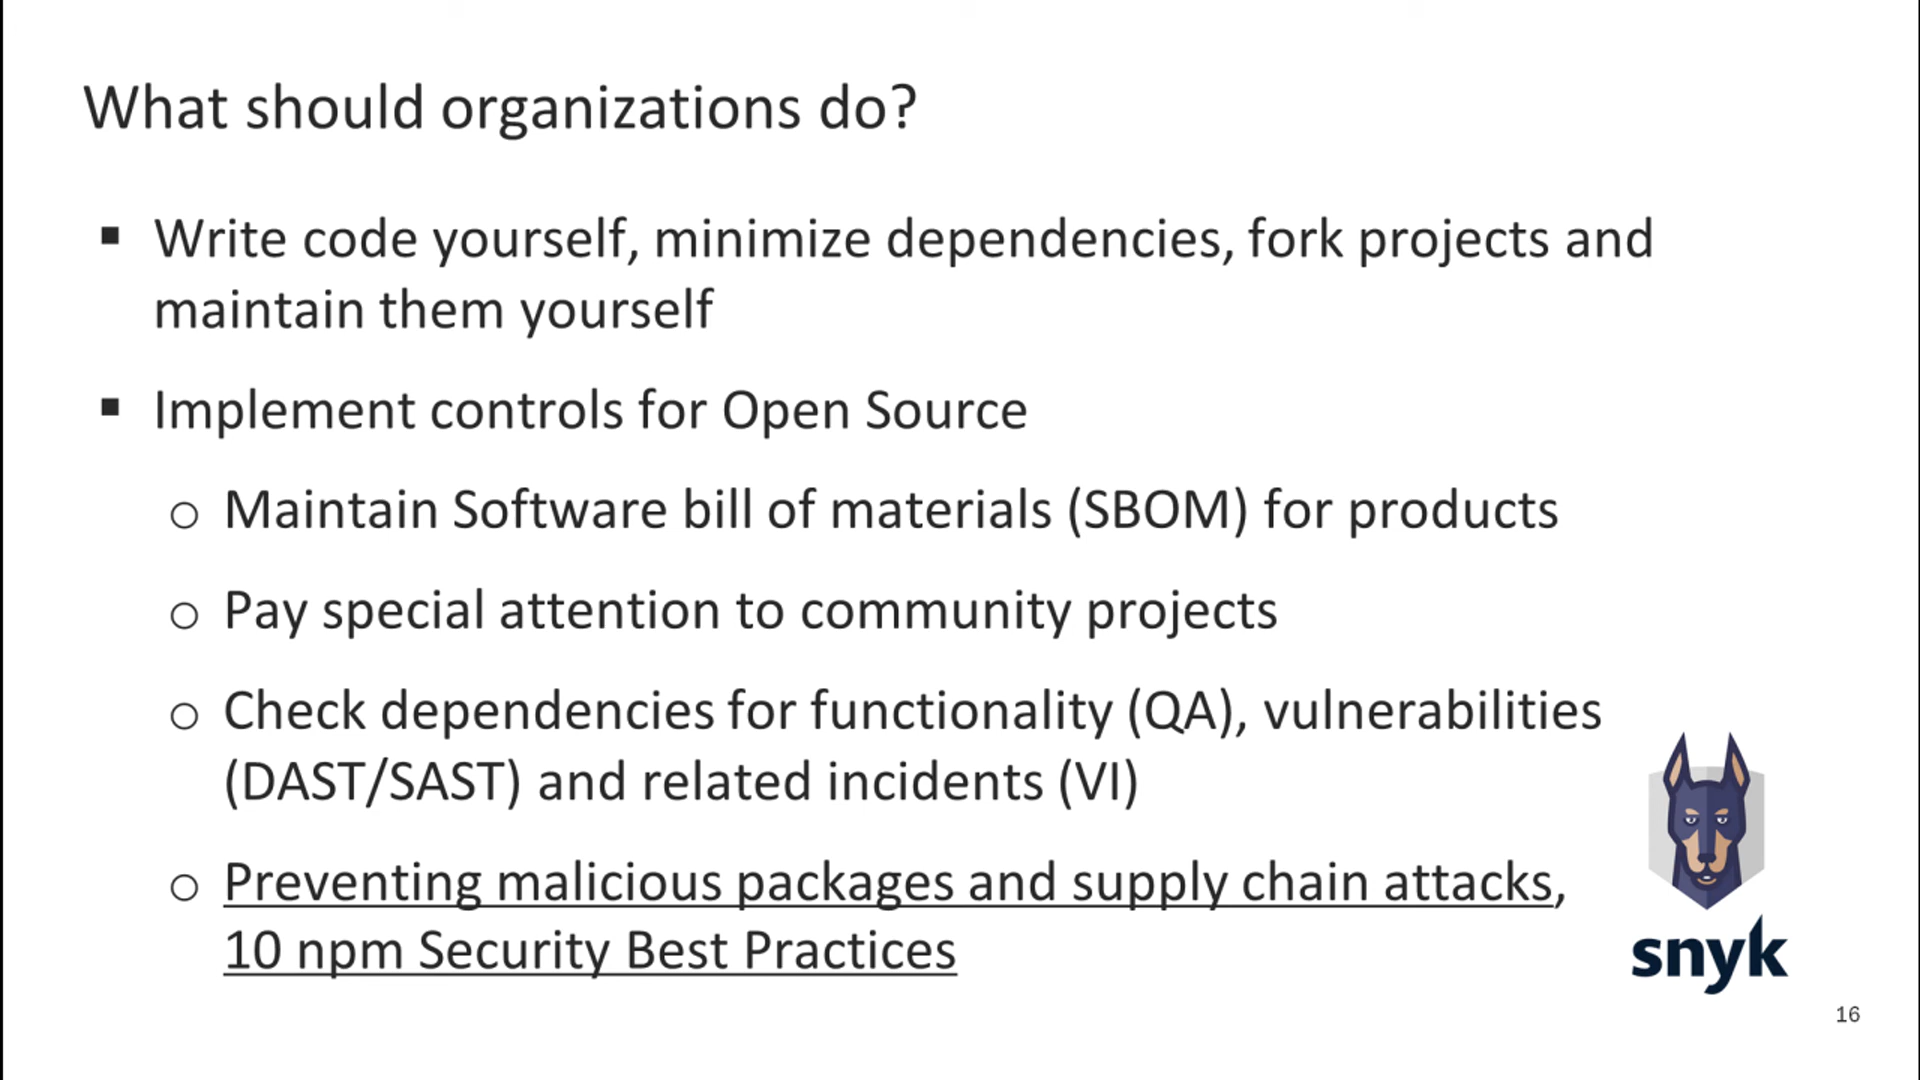 What should organizations do?
▪ Write code yourself, minimize dependencies, fork projects and
maintain them yourself
▪ Implement controls for Open Source
o Maintain Software bill of materials (SBOM) for products
o Pay special attention to community projects
o Check dependencies for functionality (QA), vulnerabilities
(DAST/SAST) and related incidents (VI)
o Preventing malicious packages and supply chain attacks,
10 npm Security Best Practices
snyk
16